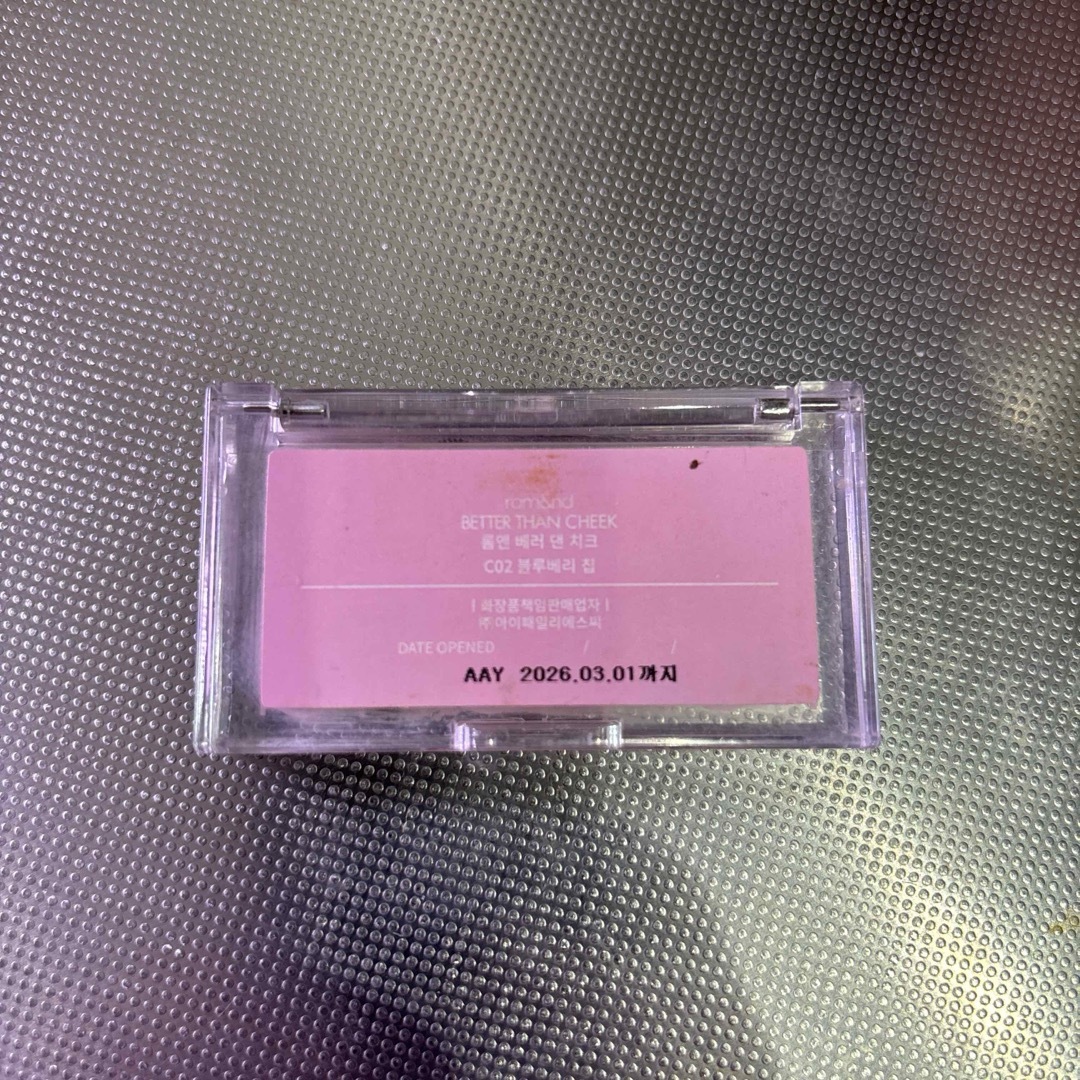 rom&nd
BETTER THAN CHEEK
롬앤 베러 댄 치크
C02 블루베리 칩
| 화장품책임판매업자 |
㈜아이패밀리에스씨
DATE OPENED / /
AAY 2026.03.01까지